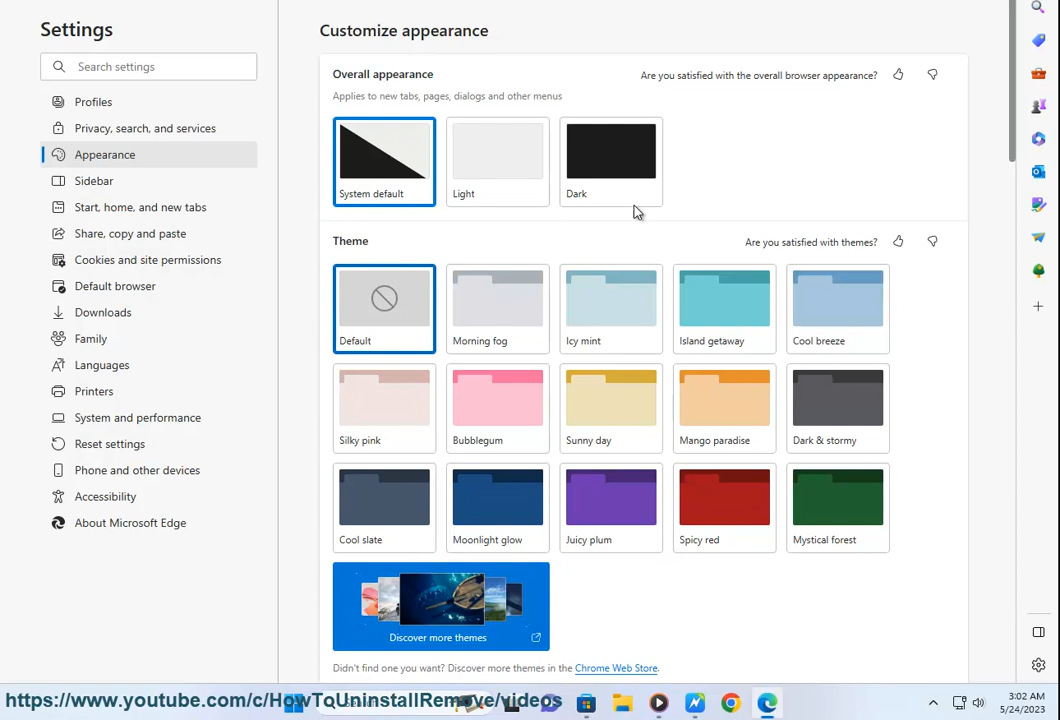 Settings
Search settings
Profiles
Privacy, search, and services
Appearance
Sidebar
Start, home, and new tabs
Share, copy and paste
Cookies and site permissions
Default browser
Downloads
Family
Languages
Printers
System and performance
Reset settings
Phone and other devices
Accessibility
About Microsoft Edge
Customize appearance
Overall appearance
Are you satisfied with the overall browser appearance?
Applies to new tabs, pages, dialogs and other menus
System default
Light
Dark
Theme
Are you satisfied with themes?
Default
Morning fog
Icy mint
Island getaway
Cool breeze
Silky pink
Bubblegum
Sunny day
Mango paradise
Dark & stormy
Cool slate
Moonlight glow
Juicy plum
Spicy red
Mystical forest
Discover more themes
Didn't find one you want? Discover more themes in the Chrome Web Store.
https://www.youtube.com/c/HowToUninstallRemove/videos
3:02 AM
5/24/2023